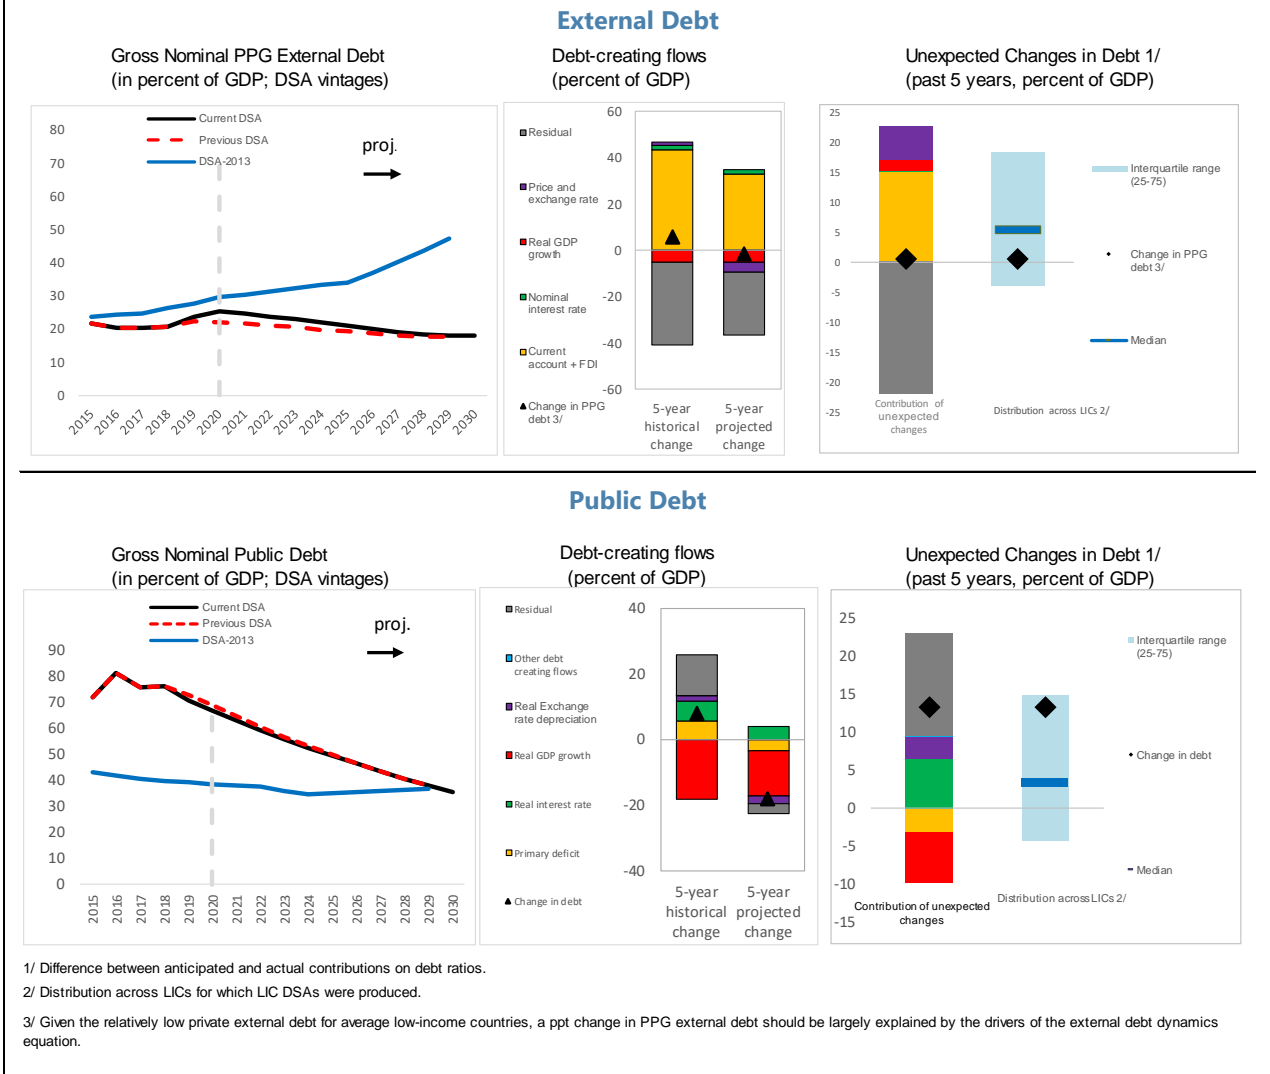 External Debt
Gross Nominal PPG External Debt
(in percent of GDP; DSA vintages)
Current DSA
Previous DSA
DSA-2013
proj.
80
70
60
50
40
30
20
10
0
2015
2016
2017
2018
2019
2020
2021
2022
2023
2024
2025
2026
2027
2028
2029
2030
Debt-creating flows
(percent of GDP)
Residual
Price and
exchange rate
Real GDP
growth
Nominal
interest rate
Current
account + FDI
Change in PPG
debt 3/
60
40
20
0
-20
-40
-60
5-year
historical
change
5-year
projected
change
Unexpected Changes in Debt 1/
(past 5 years, percent of GDP)
25
20
15
10
5
0
-5
-10
-15
-20
-25
Contribution of
unexpected
changes
Distribution across LICs 2/
Interquartile range
(25-75)
Change in PPG
debt 3/
Median
Public Debt
Gross Nominal Public Debt
(in percent of GDP; DSA vintages)
Current DSA
Previous DSA
DSA-2013
proj.
90
80
70
60
50
40
30
20
10
0
2015
2016
2017
2018
2019
2020
2021
2022
2023
2024
2025
2026
2027
2028
2029
2030
Debt-creating flows
(percent of GDP)
Residual
Other debt
creating flows
Real Exchange
rate depreciation
Real GDP growth
Real interest rate
Primary deficit
Change in debt
40
20
0
-20
-40
5-year
historical
change
5-year
projected
change
Unexpected Changes in Debt 1/
(past 5 years, percent of GDP)
25
20
15
10
5
0
-5
-10
-15
Contribution of unexpected
changes
Distribution across LICs 2/
Interquartile range
(25-75)
Change in debt
Median
1/ Difference between anticipated and actual contributions on debt ratios.
2/ Distribution across LICs for which LIC DSAs were produced.
3/ Given the relatively low private external debt for average low-income countries, a ppt change in PPG external debt should be largely explained by the drivers of the external debt dynamics
equation.